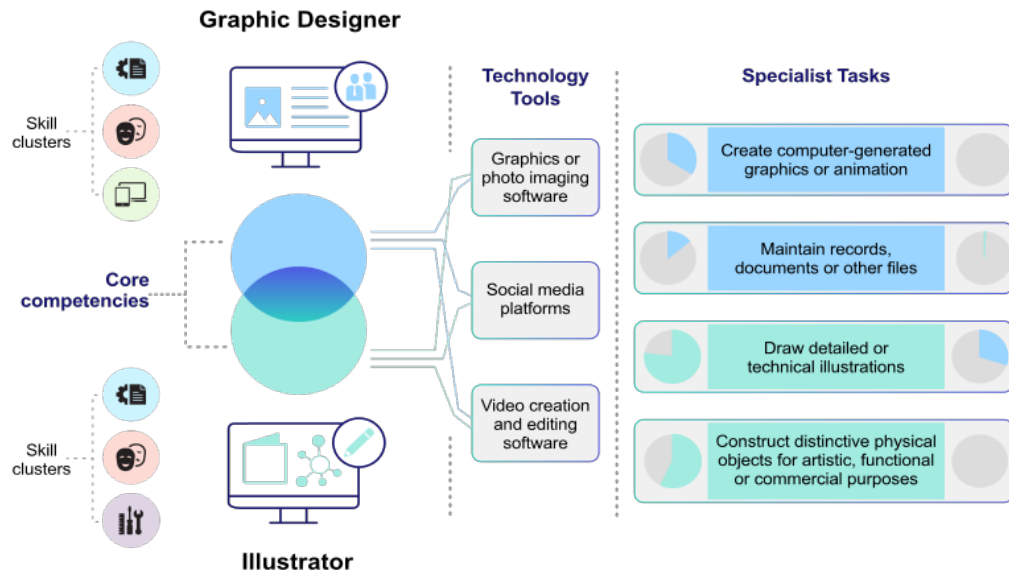 Graphic Designer
Skill
clusters
Core
competencies
Skill
clusters
Illustrator
Technology
Tools
Graphics or
photo imaging
software
Social media
platforms
Video creation
and editing
software
Specialist Tasks
Create computer-generated
graphics or animation
Maintain records,
documents or other files
Draw detailed or
technical illustrations
Construct distinctive physical
objects for artistic, functional
or commercial purposes